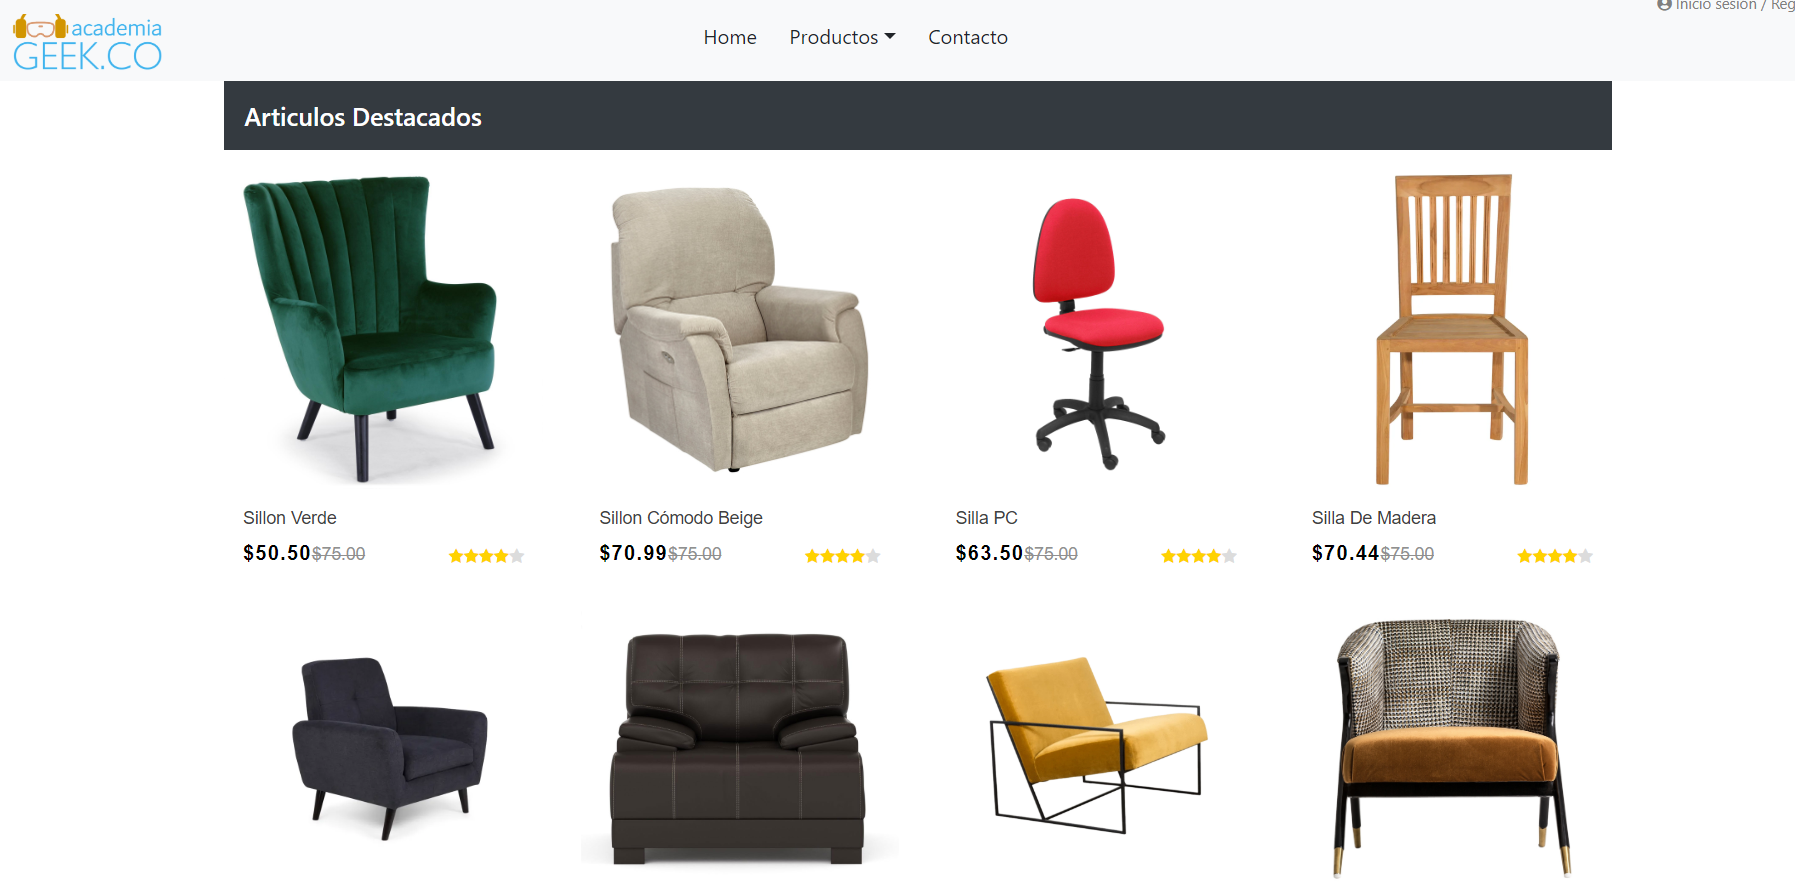 academia
GEEK.CO
Home Productos Contacto
Inicio sesion / Reg
Articulos Destacados
Sillon Verde
$50.50$75.00
Sillon Cómodo Beige
$70.99$75.00
Silla PC
$63.50$75.00
Silla De Madera
$70.44$75.00